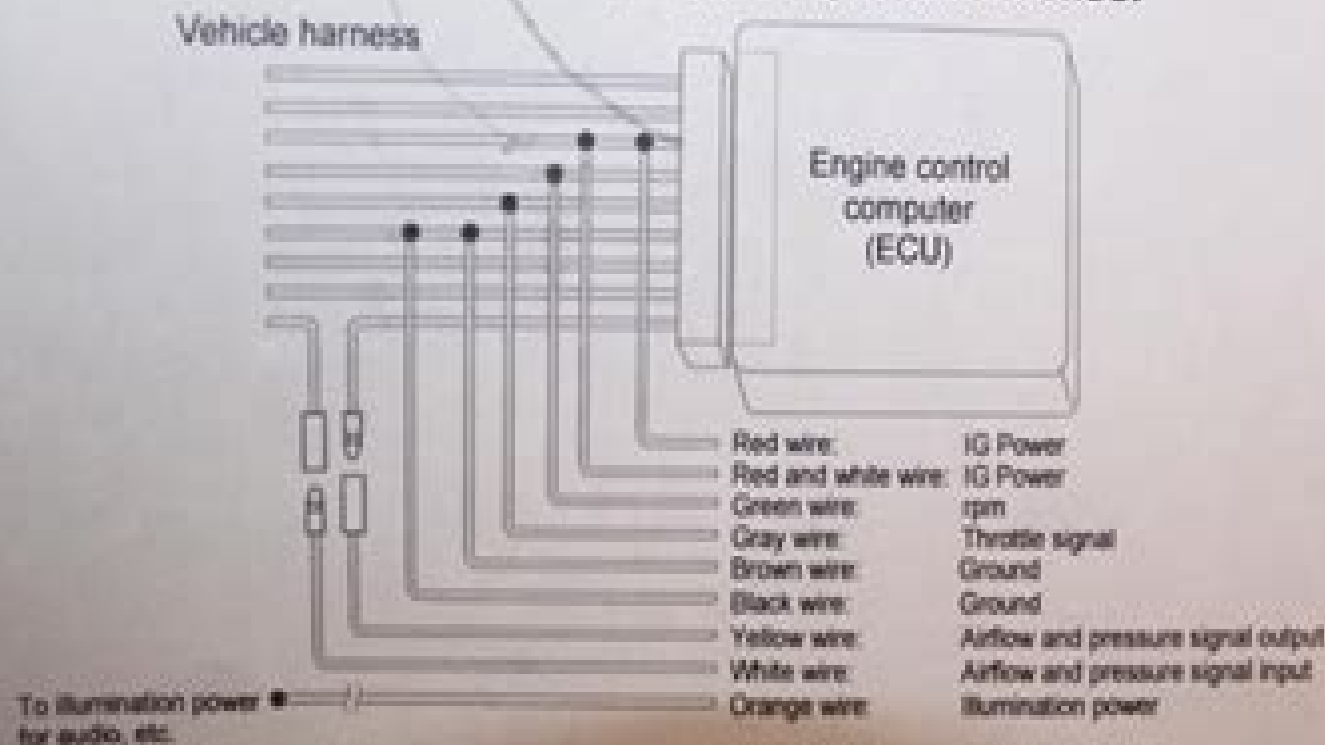 Vehicle harness
Engine control
computer
(ECU)
Red wire: IG Power
Red and white wire: IG Power
Green wire: rpm
Gray wire: Throttle signal
Brown wire: Ground
Black wire: Ground
Yellow wire: Airflow and pressure signal output
White wire: Airflow and pressure signal input
Orange wire: Illumination power
To illumination power
for audio, etc.